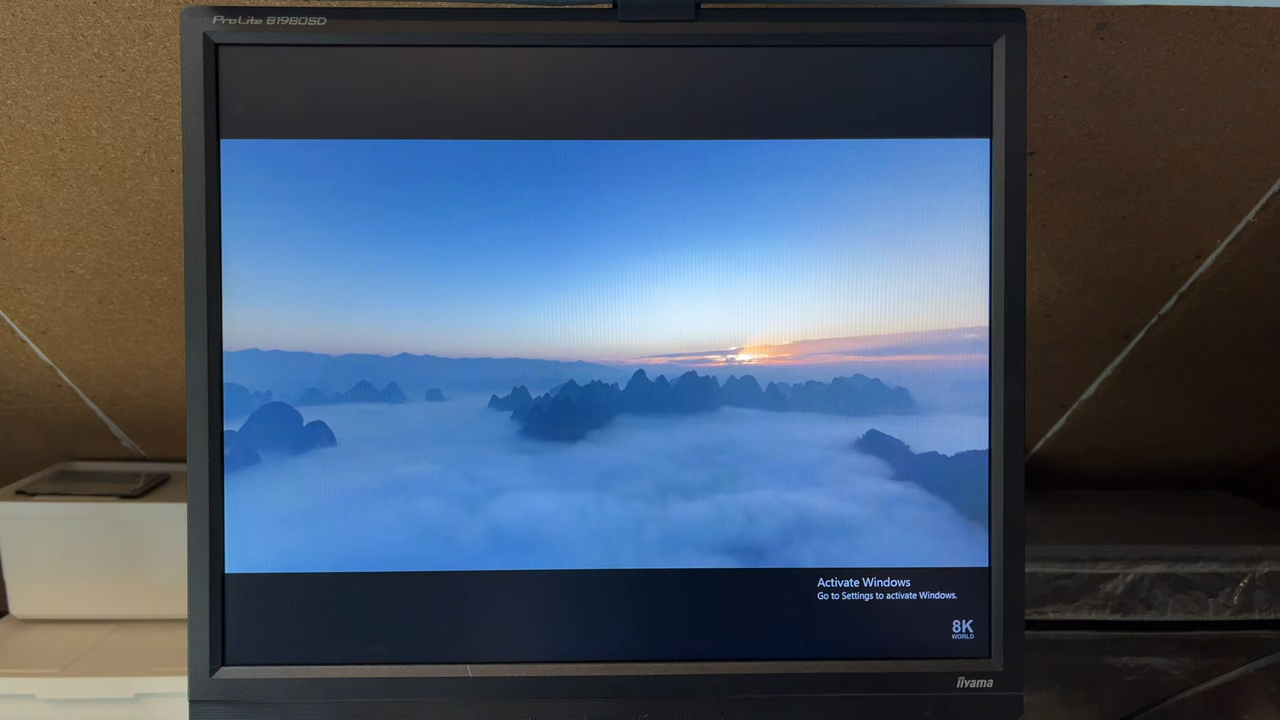 ProLite B1980SD
Activate Windows
Go to Settings to activate Windows.
8K
WORLD
iiyama